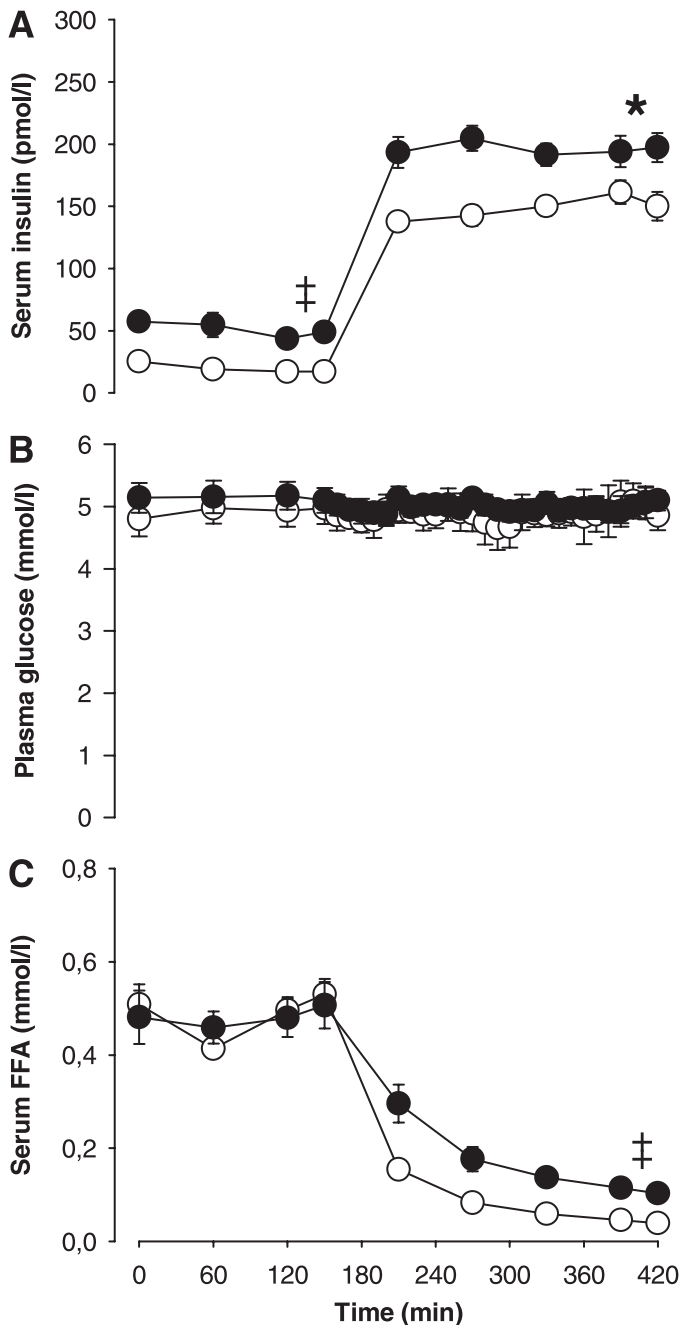 A
Serum insulin (pmol/l)
300
250
200
150
100
50
0
*
‡
B
Plasma glucose (mmol/l)
6
5
4
3
2
1
0
C
Serum FFA (mmol/l)
0,8
0,6
0,4
0,2
0,0
‡
0 60 120 180 240 300 360 420
Time (min)